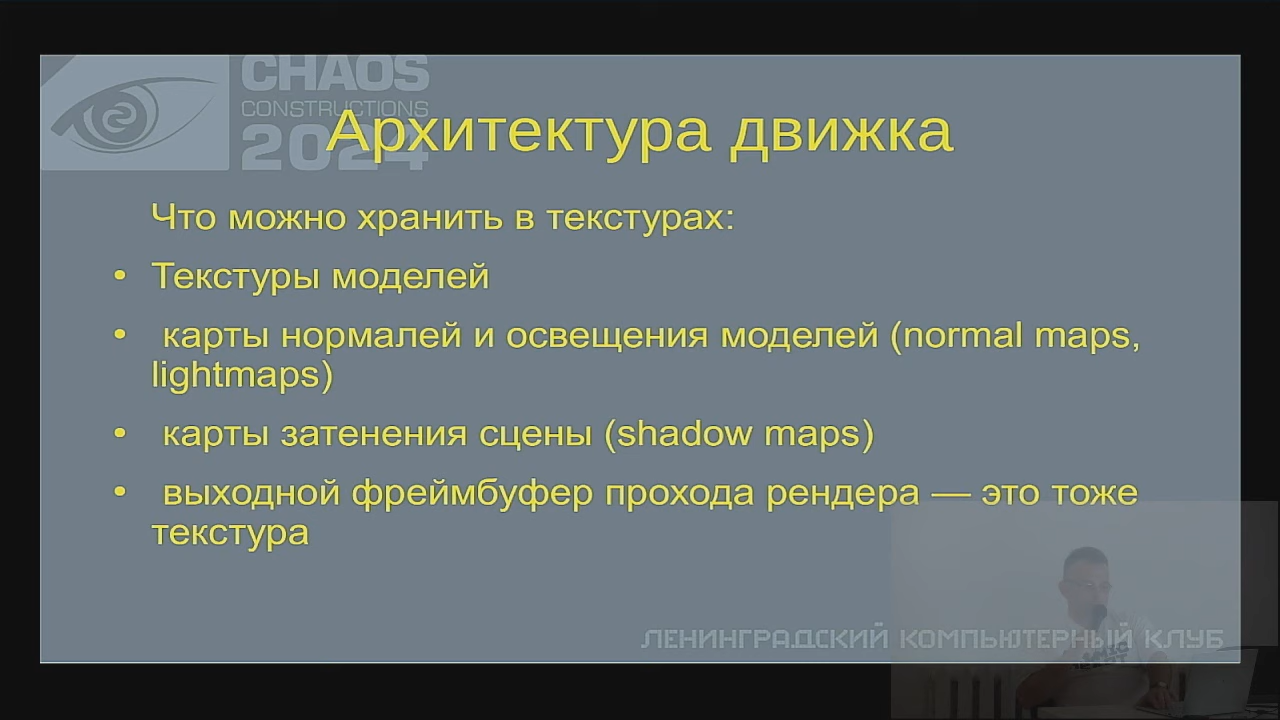 CHAOS
CONSTRUCTIONS
2024
Архитектура движка
Что можно хранить в текстурах:
• Текстуры моделей
• карты нормалей и освещения моделей (normal maps,
lightmaps)
• карты затенения сцены (shadow maps)
• выходной фреймбуфер прохода рендера — это тоже
текстура
ЛЕНИНГРАДСКИЙ КОМПЬЮТЕРНЫЙ КЛУБ